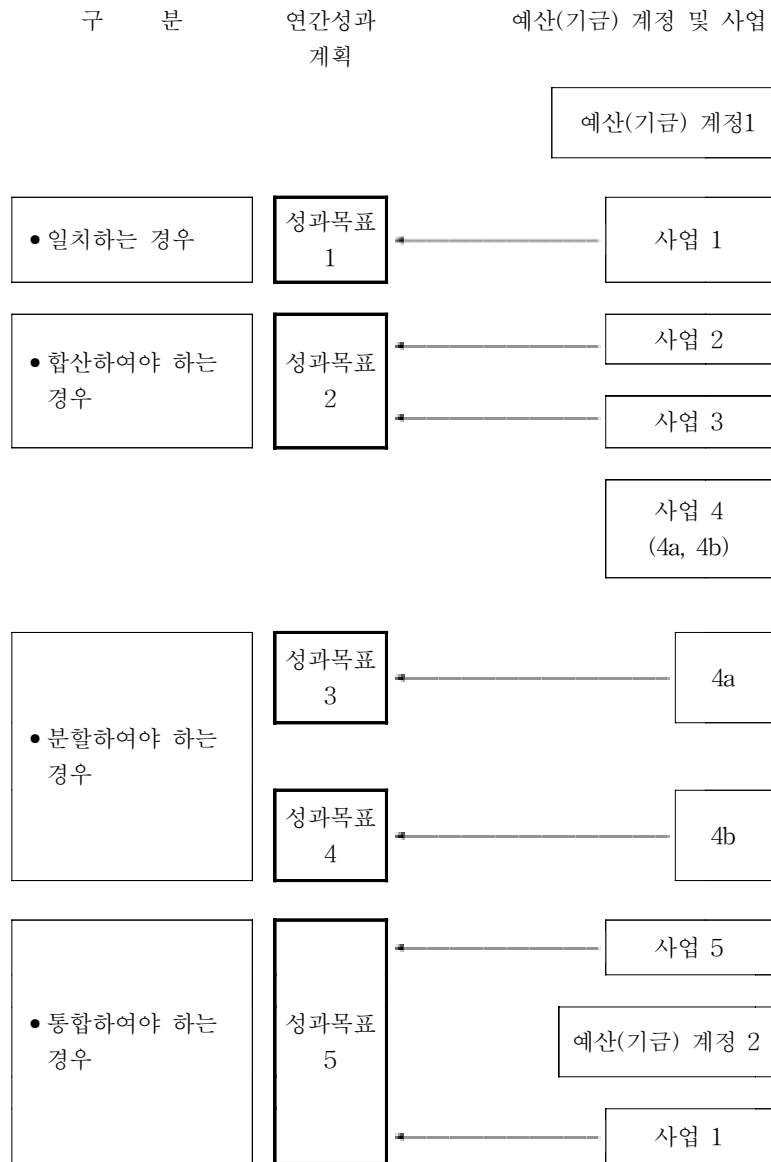 구 분 연간성과 예산(기금) 계정 및 사업
계획
예산(기금) 계정1
• 일치하는 경우
성과목표
1
사업 1
• 합산하여야 하는
경우
성과목표
2
사업 2
사업 3
사업 4
(4a, 4b)
• 분할하여야 하는
경우
성과목표
3
4a
성과목표
4
4b
• 통합하여야 하는
경우
성과목표
5
사업 5
예산(기금) 계정 2
사업 1